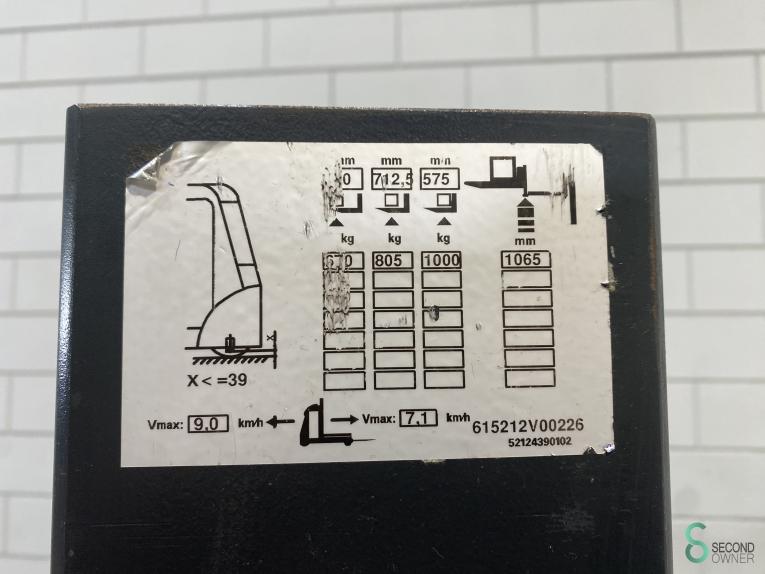 mm mm
712,5 575
kg kg kg
mm
805 1000 1065
X
X < =39
Vmax: 9,0 km/h Vmax: 7,1 km/h
615212V00226
52124390102
SECOND
OWNER